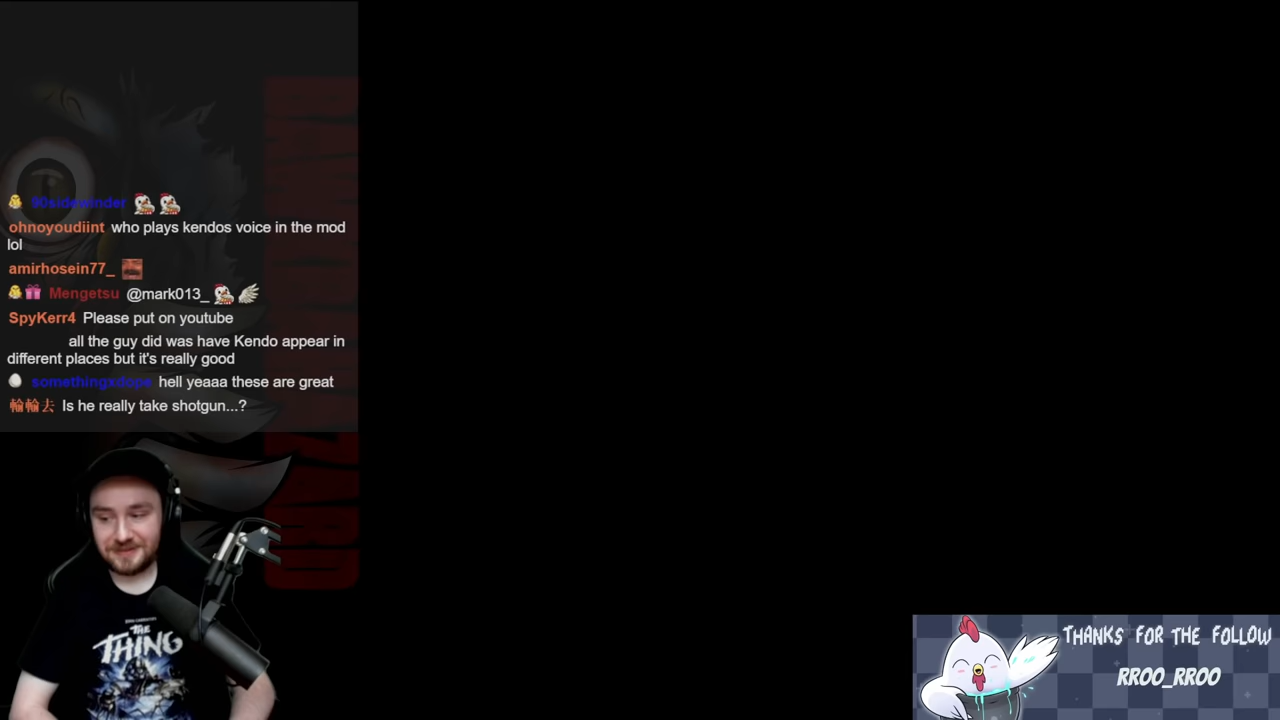 90sidewinder
ohnoyoudiint who plays kendos voice in the mod
lol
amirhosein77_
Mengetsu @mark013_
SpyKerr4 Please put on youtube
all the guy did was have Kendo appear in
different places but it's really good
somethingxdope hell yeaaa these are great
輪輪去 Is he really take shotgun...?
THE
THING
THANKS FOR THE FOLLOW
RROO_RROO